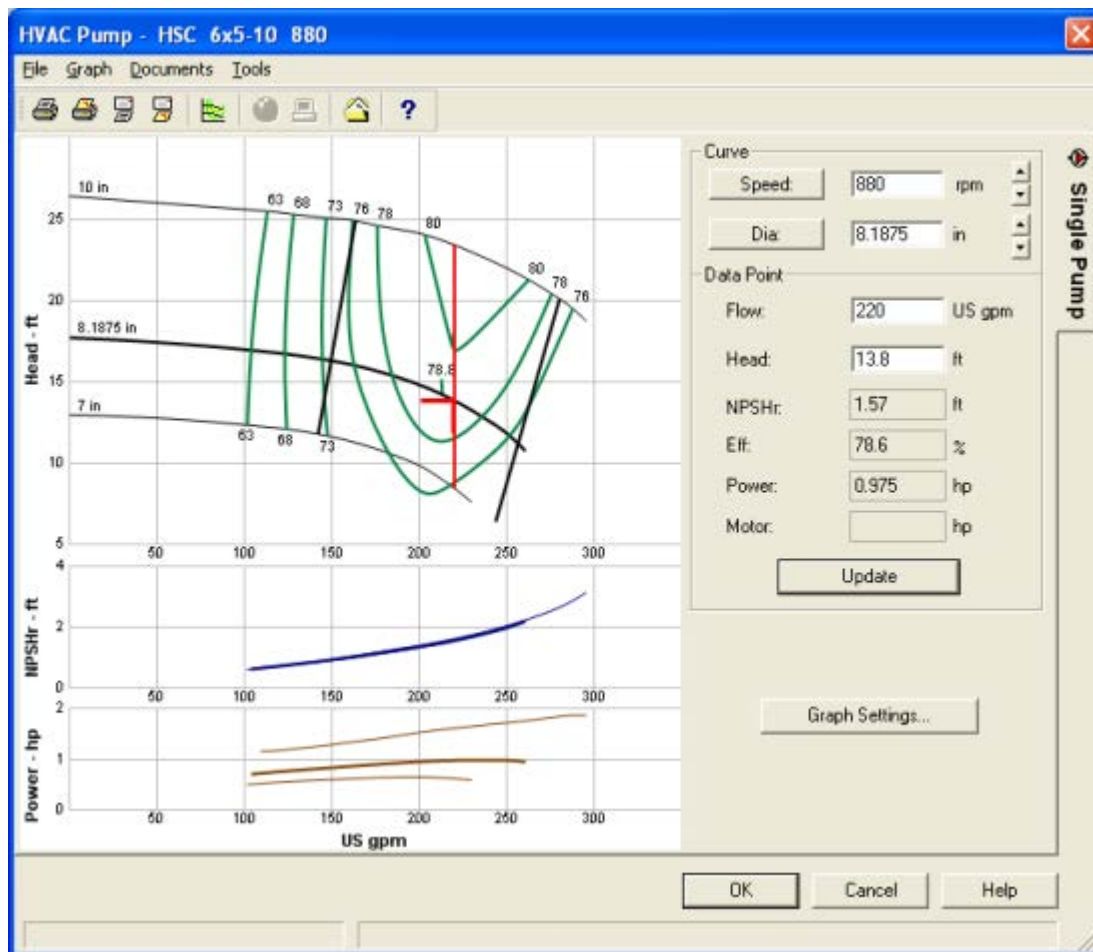 HVAC Pump - HSC 6x5-10 880
File Graph Documents Tools
?
Head - ft
25
20
15
10
5
10 in
63 68 73 76 78 80
80
78
76
8.1875 in
78.8
7 in
63 68 73
50 100 150 200 250 300
NPSHr - ft
4
2
0
50 100 150 200 250 300
Power - hp
2
1
0
50 100 150 200 250 300
US gpm
Curve
Speed: 880 rpm
Dia: 8.1875 in
Data Point
Flow: 220 US gpm
Head: 13.8 ft
NPSHr: 1.57 ft
Eff: 78.6 %
Power: 0.975 hp
Motor: hp
Update
Graph Settings...
Single Pump
OK Cancel Help